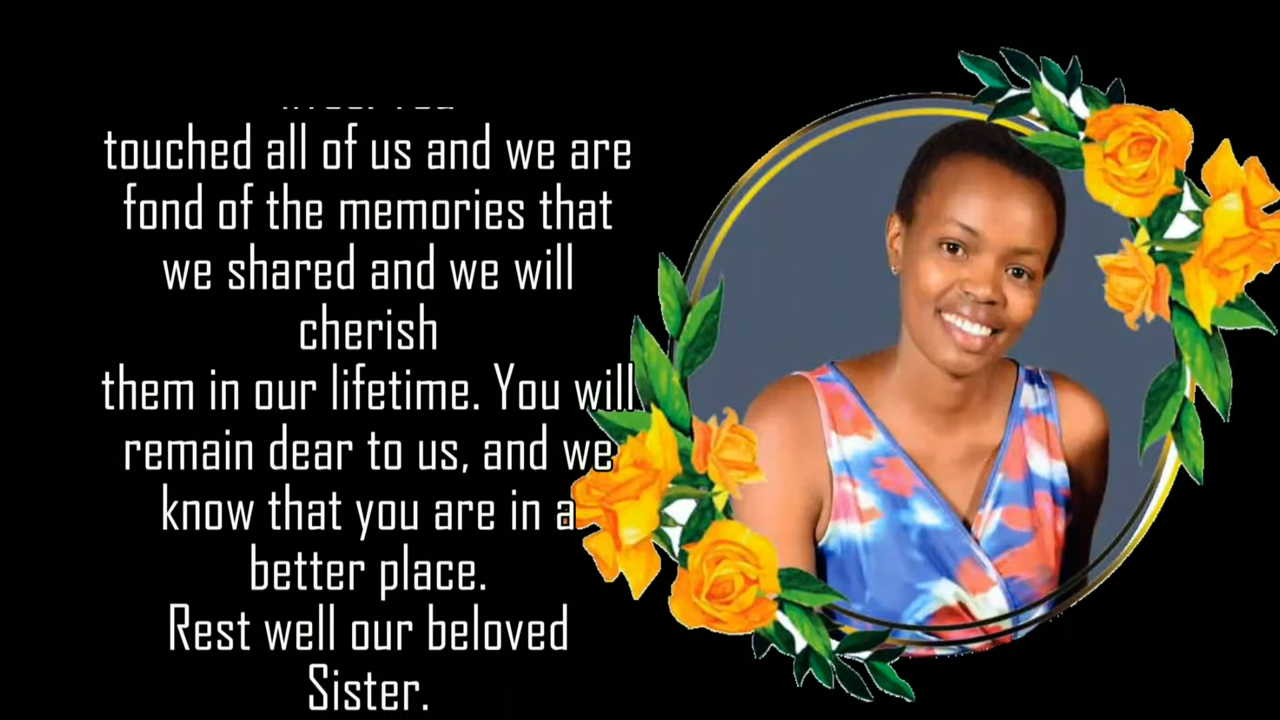 touched all of us and we are
fond of the memories that
we shared and we will
cherish
them in our lifetime. You will
remain dear to us, and we
know that you are in a
better place.
Rest well our beloved
Sister.